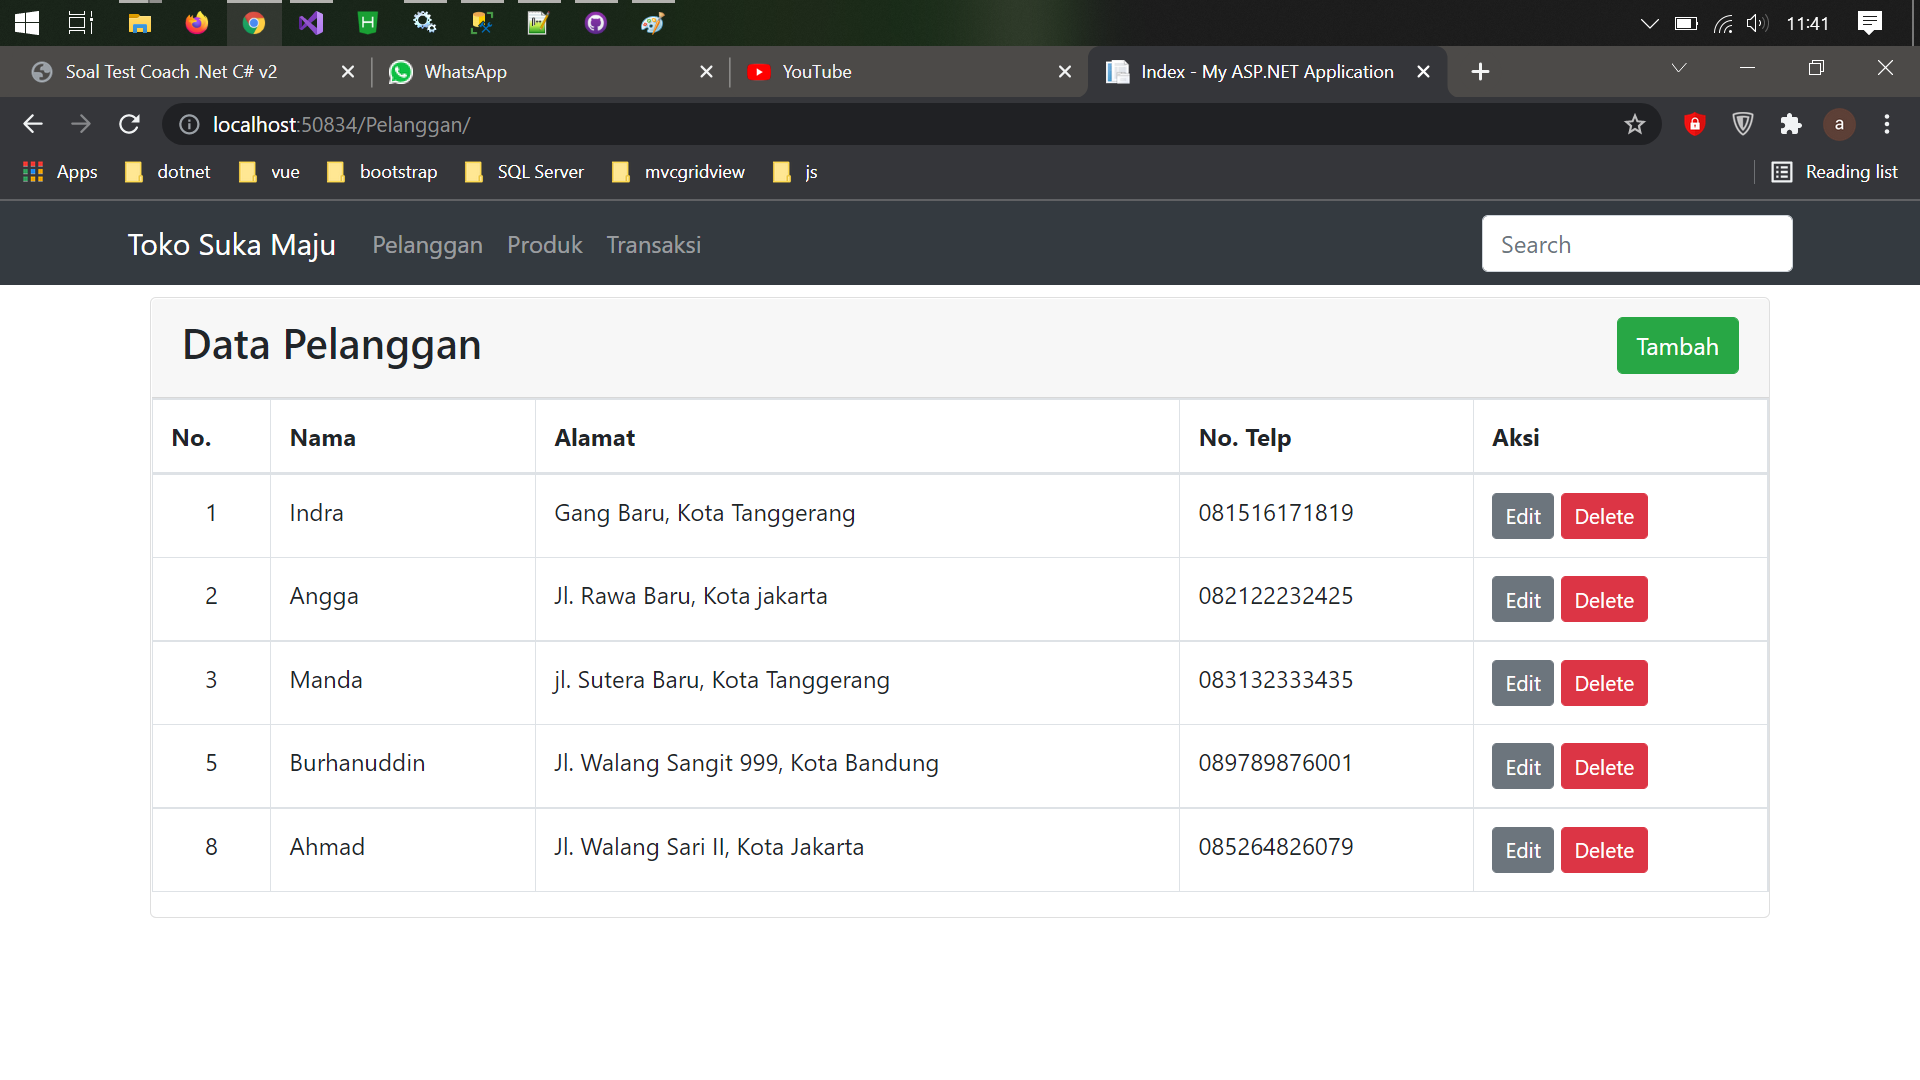 11:41
Soal Test Coach .Net C# v2
WhatsApp
YouTube
Index - My ASP.NET Application
localhost:50834/Pelanggan/
a
Apps
dotnet
vue
bootstrap
SQL Server
mvcgridview
js
Reading list
Toko Suka Maju
Pelanggan
Produk
Transaksi
Search
Data Pelanggan
Tambah
No. Nama Alamat No. Telp Aksi
1 Indra Gang Baru, Kota Tanggerang 081516171819 Edit Delete
2 Angga Jl. Rawa Baru, Kota jakarta 082122232425 Edit Delete
3 Manda jl. Sutera Baru, Kota Tanggerang 083132333435 Edit Delete
5 Burhanuddin Jl. Walang Sangit 999, Kota Bandung 089789876001 Edit Delete
8 Ahmad Jl. Walang Sari II, Kota Jakarta 085264826079 Edit Delete